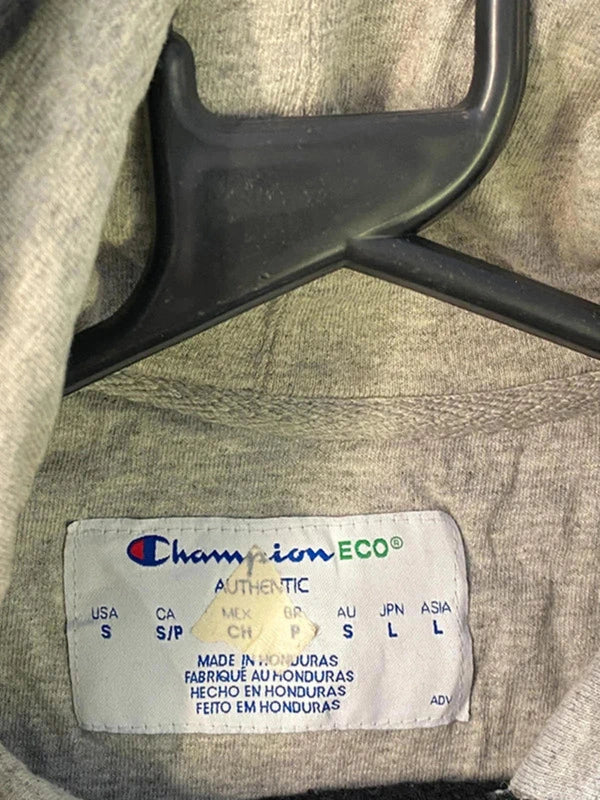 Champion ECO®
AUTHENTIC
USA CA MEX BR AU JPN ASIA
S S/P CH P S L L
MADE IN HONDURAS
FABRIQUÉ AU HONDURAS
HECHO EN HONDURAS
FEITO EM HONDURAS
ADV